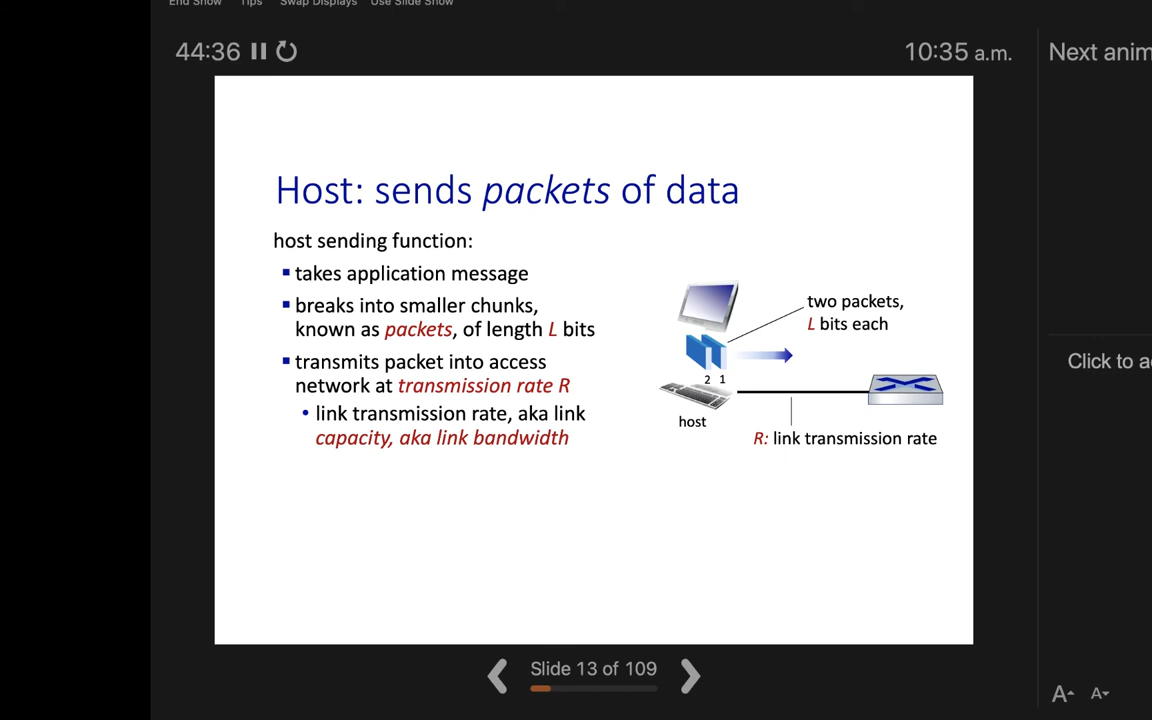 End Show Tips Swap Displays Use Slide Show
44:36
10:35 a.m.
Next anim
Host: sends packets of data
host sending function:
▪ takes application message
▪ breaks into smaller chunks,
known as packets, of length L bits
▪ transmits packet into access
network at transmission rate R
• link transmission rate, aka link
capacity, aka link bandwidth
two packets,
L bits each
2 1
host
R: link transmission rate
Click to a
Slide 13 of 109
A A